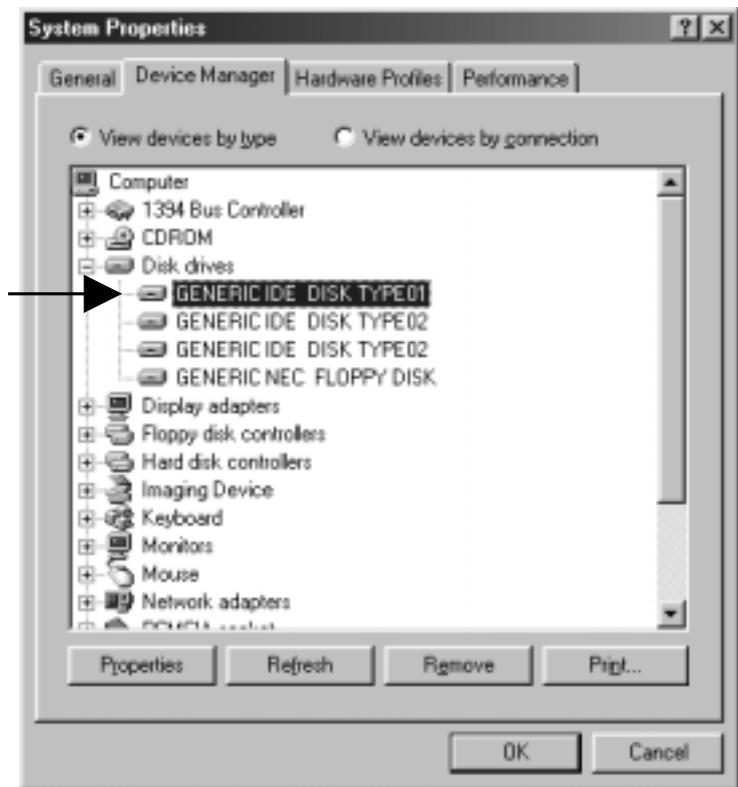 System Properties
General Device Manager Hardware Profiles Performance
View devices by type View devices by connection
Computer
1394 Bus Controller
CDROM
Disk drives
GENERIC IDE DISK TYPE01
GENERIC IDE DISK TYPE02
GENERIC IDE DISK TYPE02
GENERIC NEC FLOPPY DISK
Display adapters
Floppy disk controllers
Hard disk controllers
Imaging Device
Keyboard
Monitors
Mouse
Network adapters
Properties Refresh Remove Print...
OK Cancel